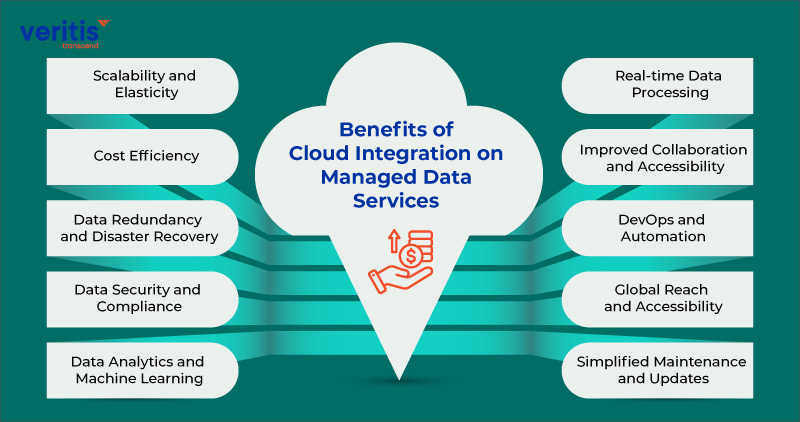 veritis
transcend
Scalability and
Elasticity
Cost Efficiency
Data Redundancy
and Disaster Recovery
Data Security and
Compliance
Data Analytics and
Machine Learning
Benefits of
Cloud Integration on
Managed Data
Services
$
Real-time Data
Processing
Improved Collaboration
and Accessibility
DevOps and
Automation
Global Reach
and Accessibility
Simplified Maintenance
and Updates